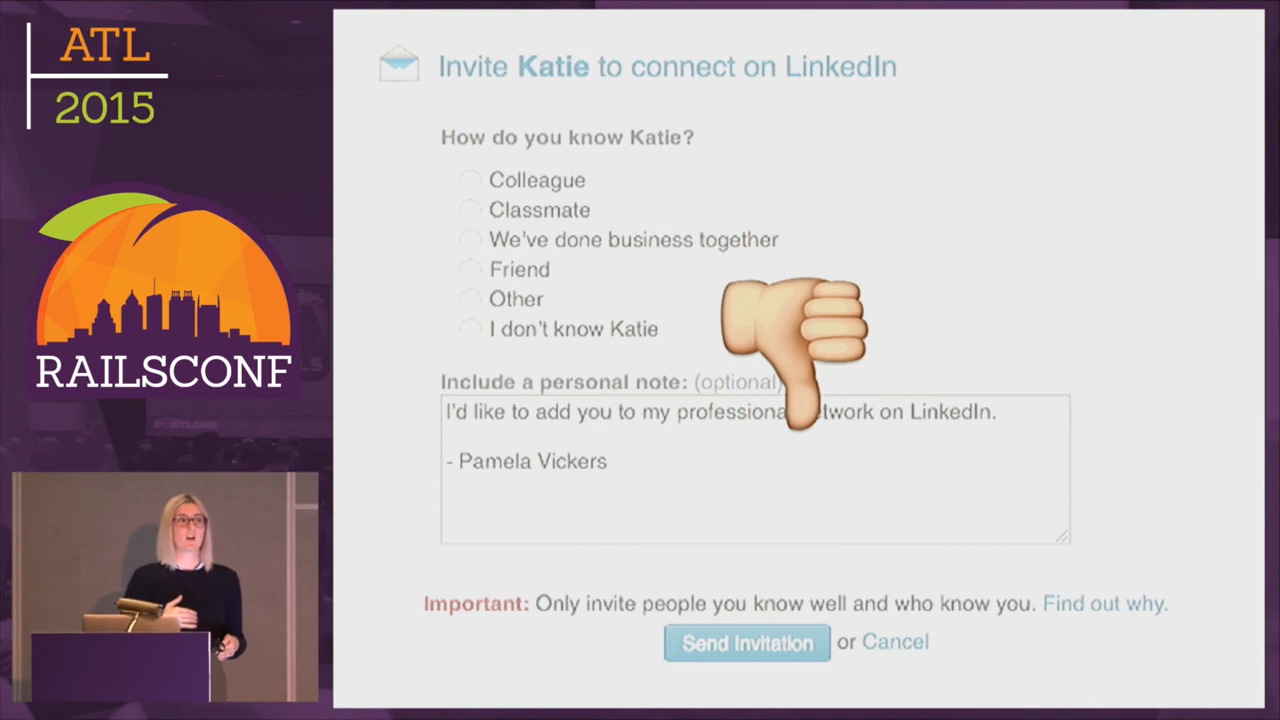 ATL
2015
RAILSCONF
Invite Katie to connect on LinkedIn
How do you know Katie?
Colleague
Classmate
We've done business together
Friend
Other
I don't know Katie
Include a personal note: (optional)
I'd like to add you to my professional network on LinkedIn.
- Pamela Vickers
Important: Only invite people you know well and who know you. Find out why.
Send Invitation or Cancel